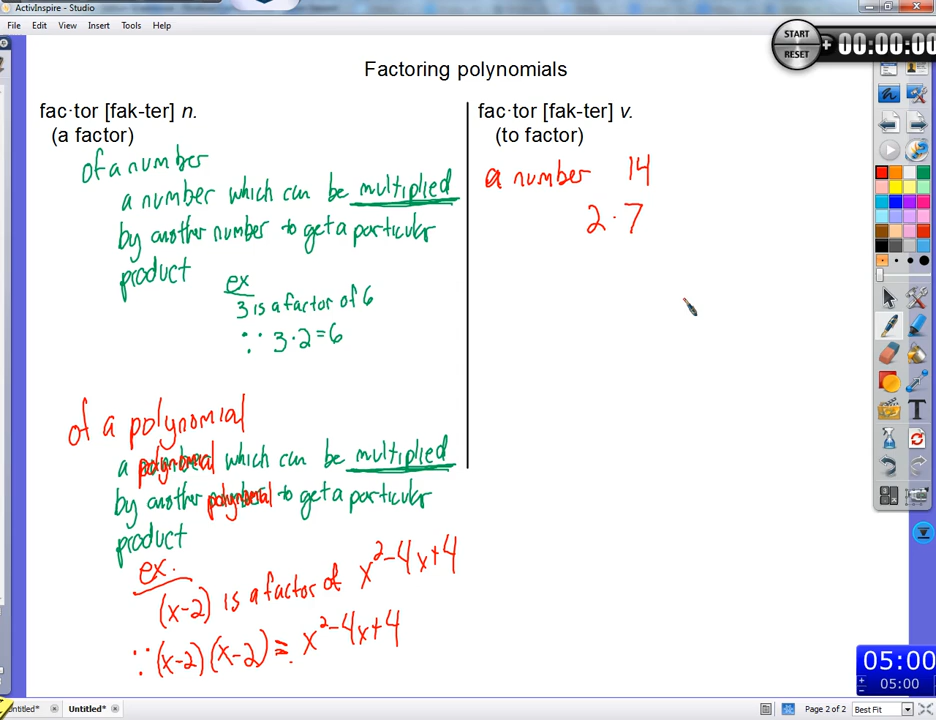 ActivInspire - Studio
File Edit View Insert Tools
START
RESET
00:00:00
Factoring polynomials
fac·tor [fak-ter] n.
(a factor)
of a number
a number which can be multiplied
by another number to get a particular
product
ex
3 is a factor of 6
∵ 3·2=6
of a polynomial
a polynomial which can be multiplied
by another polynomial to get a particular
product
ex.
(x-2) is a factor of x²-4x+4
∵ (x-2)(x-2) = x²-4x+4
fac·tor [fak-ter] v.
(to factor)
a number 14
2·7
05:00
05:00
Untitled*
Page 2 of 2
Best Fit